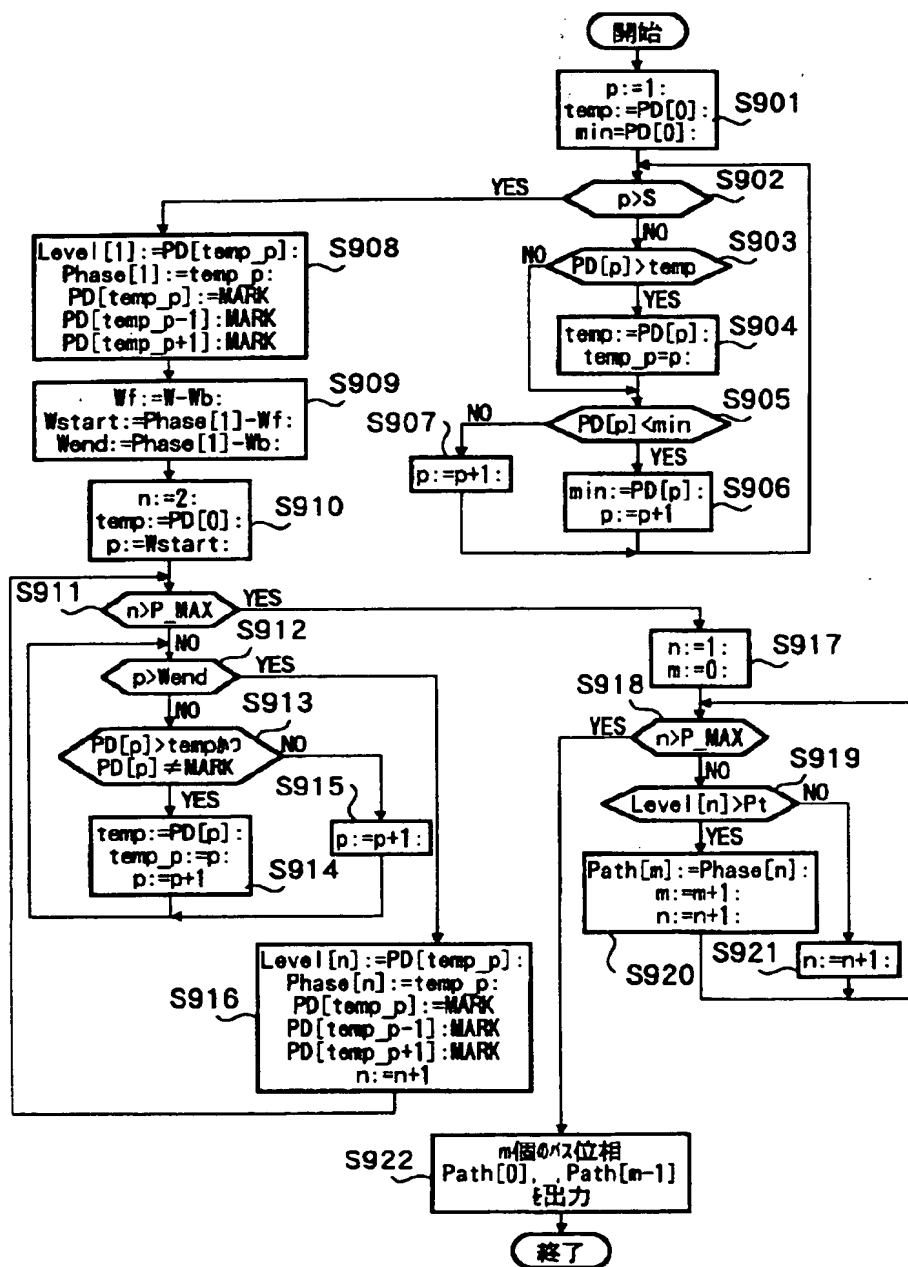 開始
p:=1:
temp:=PD[0]:
min=PD[0]:
S901
S902
YES
p>S
NO
S903
NO
PD[p]>temp
YES
temp:=PD[p]:
temp_p=p:
S904
S905
PD[p]<min
NO
S907
YES
p:=p+1:
min:=PD[p]:
p:=p+1
S906
Level[1]:=PD[temp_p]:
Phase[1]:=temp_p:
PD[temp_p]:=MARK
PD[temp_p-1]:MARK
PD[temp_p+1]:MARK
S908
Wf:=W-Wb:
Wstart:=Phase[1]-Wf:
Wend:=Phase[1]-Wb:
S909
n:=2:
temp:=PD[0]:
p:=Wstart:
S910
S911
n>P_MAX
YES
NO
S912
p>Wend
YES
NO
S913
PD[p]>tempかつ
PD[p]≠MARK
NO
YES
S915
p:=p+1:
temp:=PD[p]:
temp_p:=p:
p:=p+1
S914
Level[n]:=PD[temp_p]:
Phase[n]:=temp_p:
PD[temp_p]:=MARK
PD[temp_p-1]:MARK
PD[temp_p+1]:MARK
n:=n+1
S916
n:=1:
m:=0:
S917
S918
YES
n>P_MAX
NO
S919
Level[n]>Pt
NO
YES
Path[m]:=Phase[n]:
m:=m+1:
n:=n+1:
S920
S921
n:=n+1:
S922
m個のパス位相
Path[0],..,Path[m-1]
を出力
終了